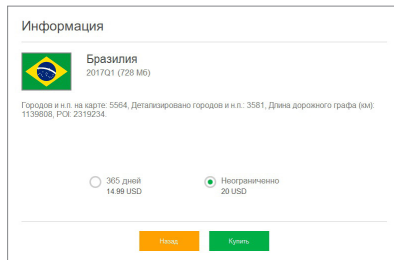 Информация
Бразилия
2017Q1 (728 Мб)
Городов и н.п. на карте: 5564, Детализировано городов и н.п.: 3581, Длина дорожного графа (км):
1139808, POI: 2319234.
365 дней
14.99 USD
Неограниченно
20 USD
Назад
Купить